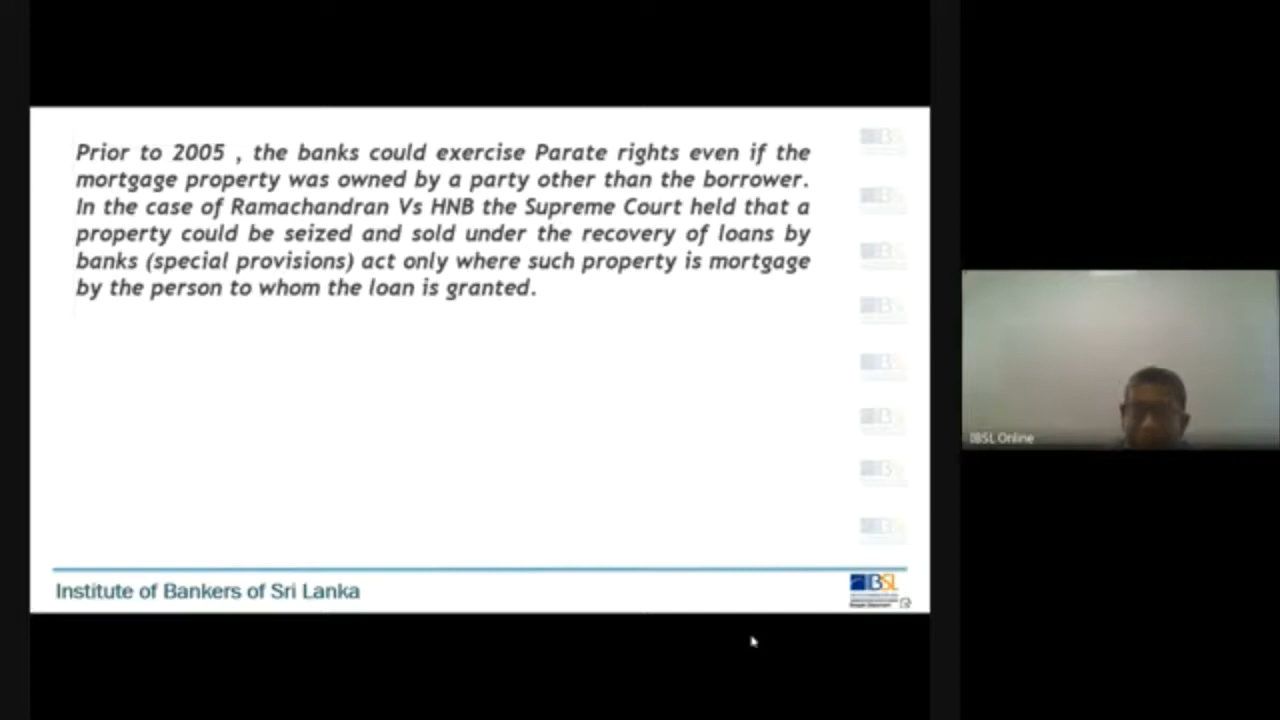 Prior to 2005 , the banks could exercise Parate rights even if the
mortgage property was owned by a party other than the borrower.
In the case of Ramachandran Vs HNB the Supreme Court held that a
property could be seized and sold under the recovery of loans by
banks (special provisions) act only where such property is mortgage
by the person to whom the loan is granted.
Institute of Bankers of Sri Lanka
IBSL
IBSL Online